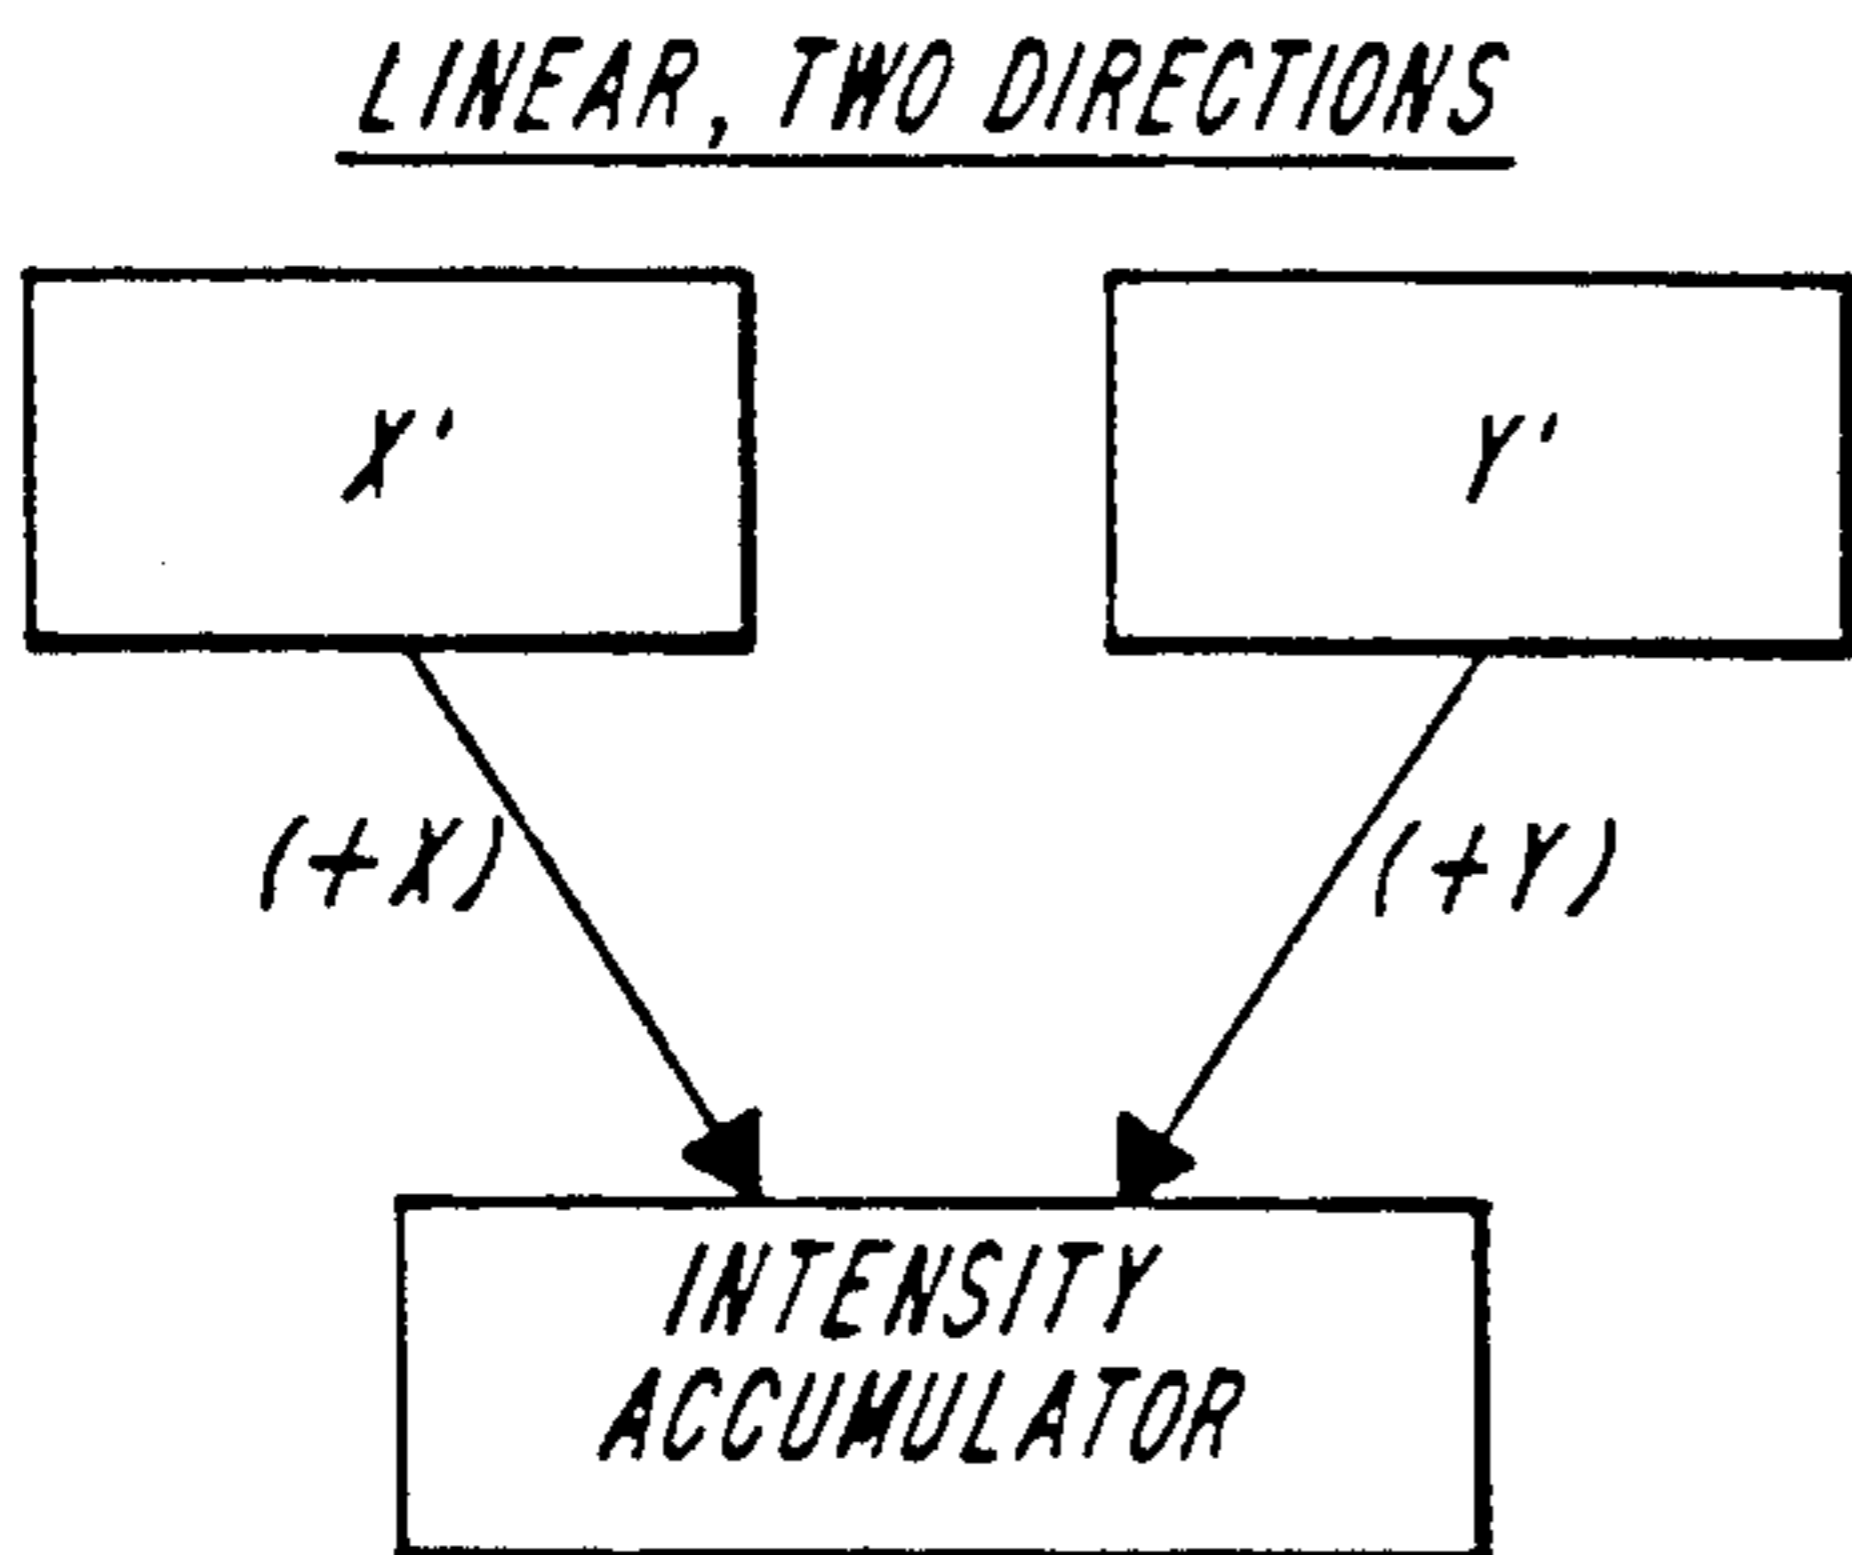 LINEAR, TWO DIRECTIONS
X' Y'
(+X) (+Y)
INTENSITY
ACCUMULATOR